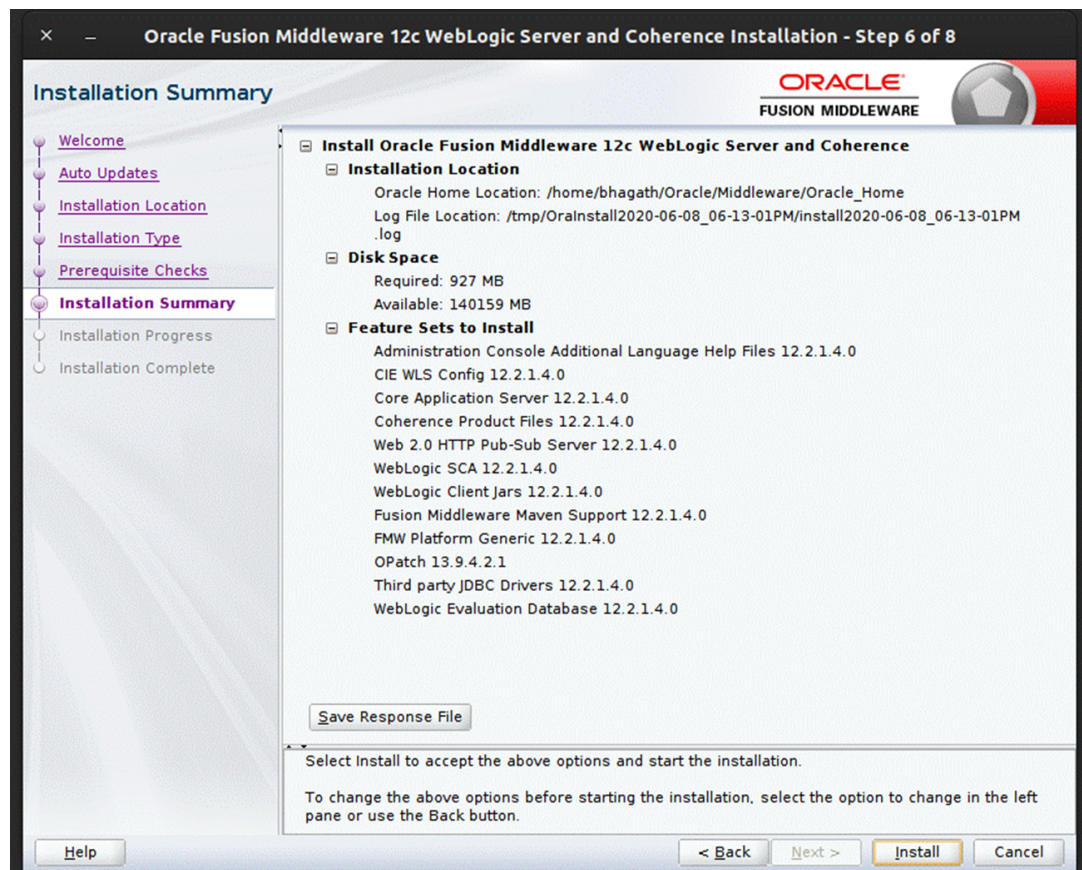 Oracle Fusion Middleware 12c WebLogic Server and Coherence Installation - Step 6 of 8
Installation Summary
ORACLE
FUSION MIDDLEWARE
Welcome
Auto Updates
Installation Location
Installation Type
Prerequisite Checks
Installation Summary
Installation Progress
Installation Complete
Install Oracle Fusion Middleware 12c WebLogic Server and Coherence
Installation Location
Oracle Home Location: /home/bhagath/Oracle/Middleware/Oracle_Home
Log File Location: /tmp/OraInstall2020-06-08_06-13-01PM/install2020-06-08_06-13-01PM
.log
Disk Space
Required: 927 MB
Available: 140159 MB
Feature Sets to Install
Administration Console Additional Language Help Files 12.2.1.4.0
CIE WLS Config 12.2.1.4.0
Core Application Server 12.2.1.4.0
Coherence Product Files 12.2.1.4.0
Web 2.0 HTTP Pub-Sub Server 12.2.1.4.0
WebLogic SCA 12.2.1.4.0
WebLogic Client Jars 12.2.1.4.0
Fusion Middleware Maven Support 12.2.1.4.0
FMW Platform Generic 12.2.1.4.0
OPatch 13.9.4.2.1
Third party JDBC Drivers 12.2.1.4.0
WebLogic Evaluation Database 12.2.1.4.0
Save Response File
Select Install to accept the above options and start the installation.
To change the above options before starting the installation, select the option to change in the left
pane or use the Back button.
Help
< Back
Next >
Install
Cancel